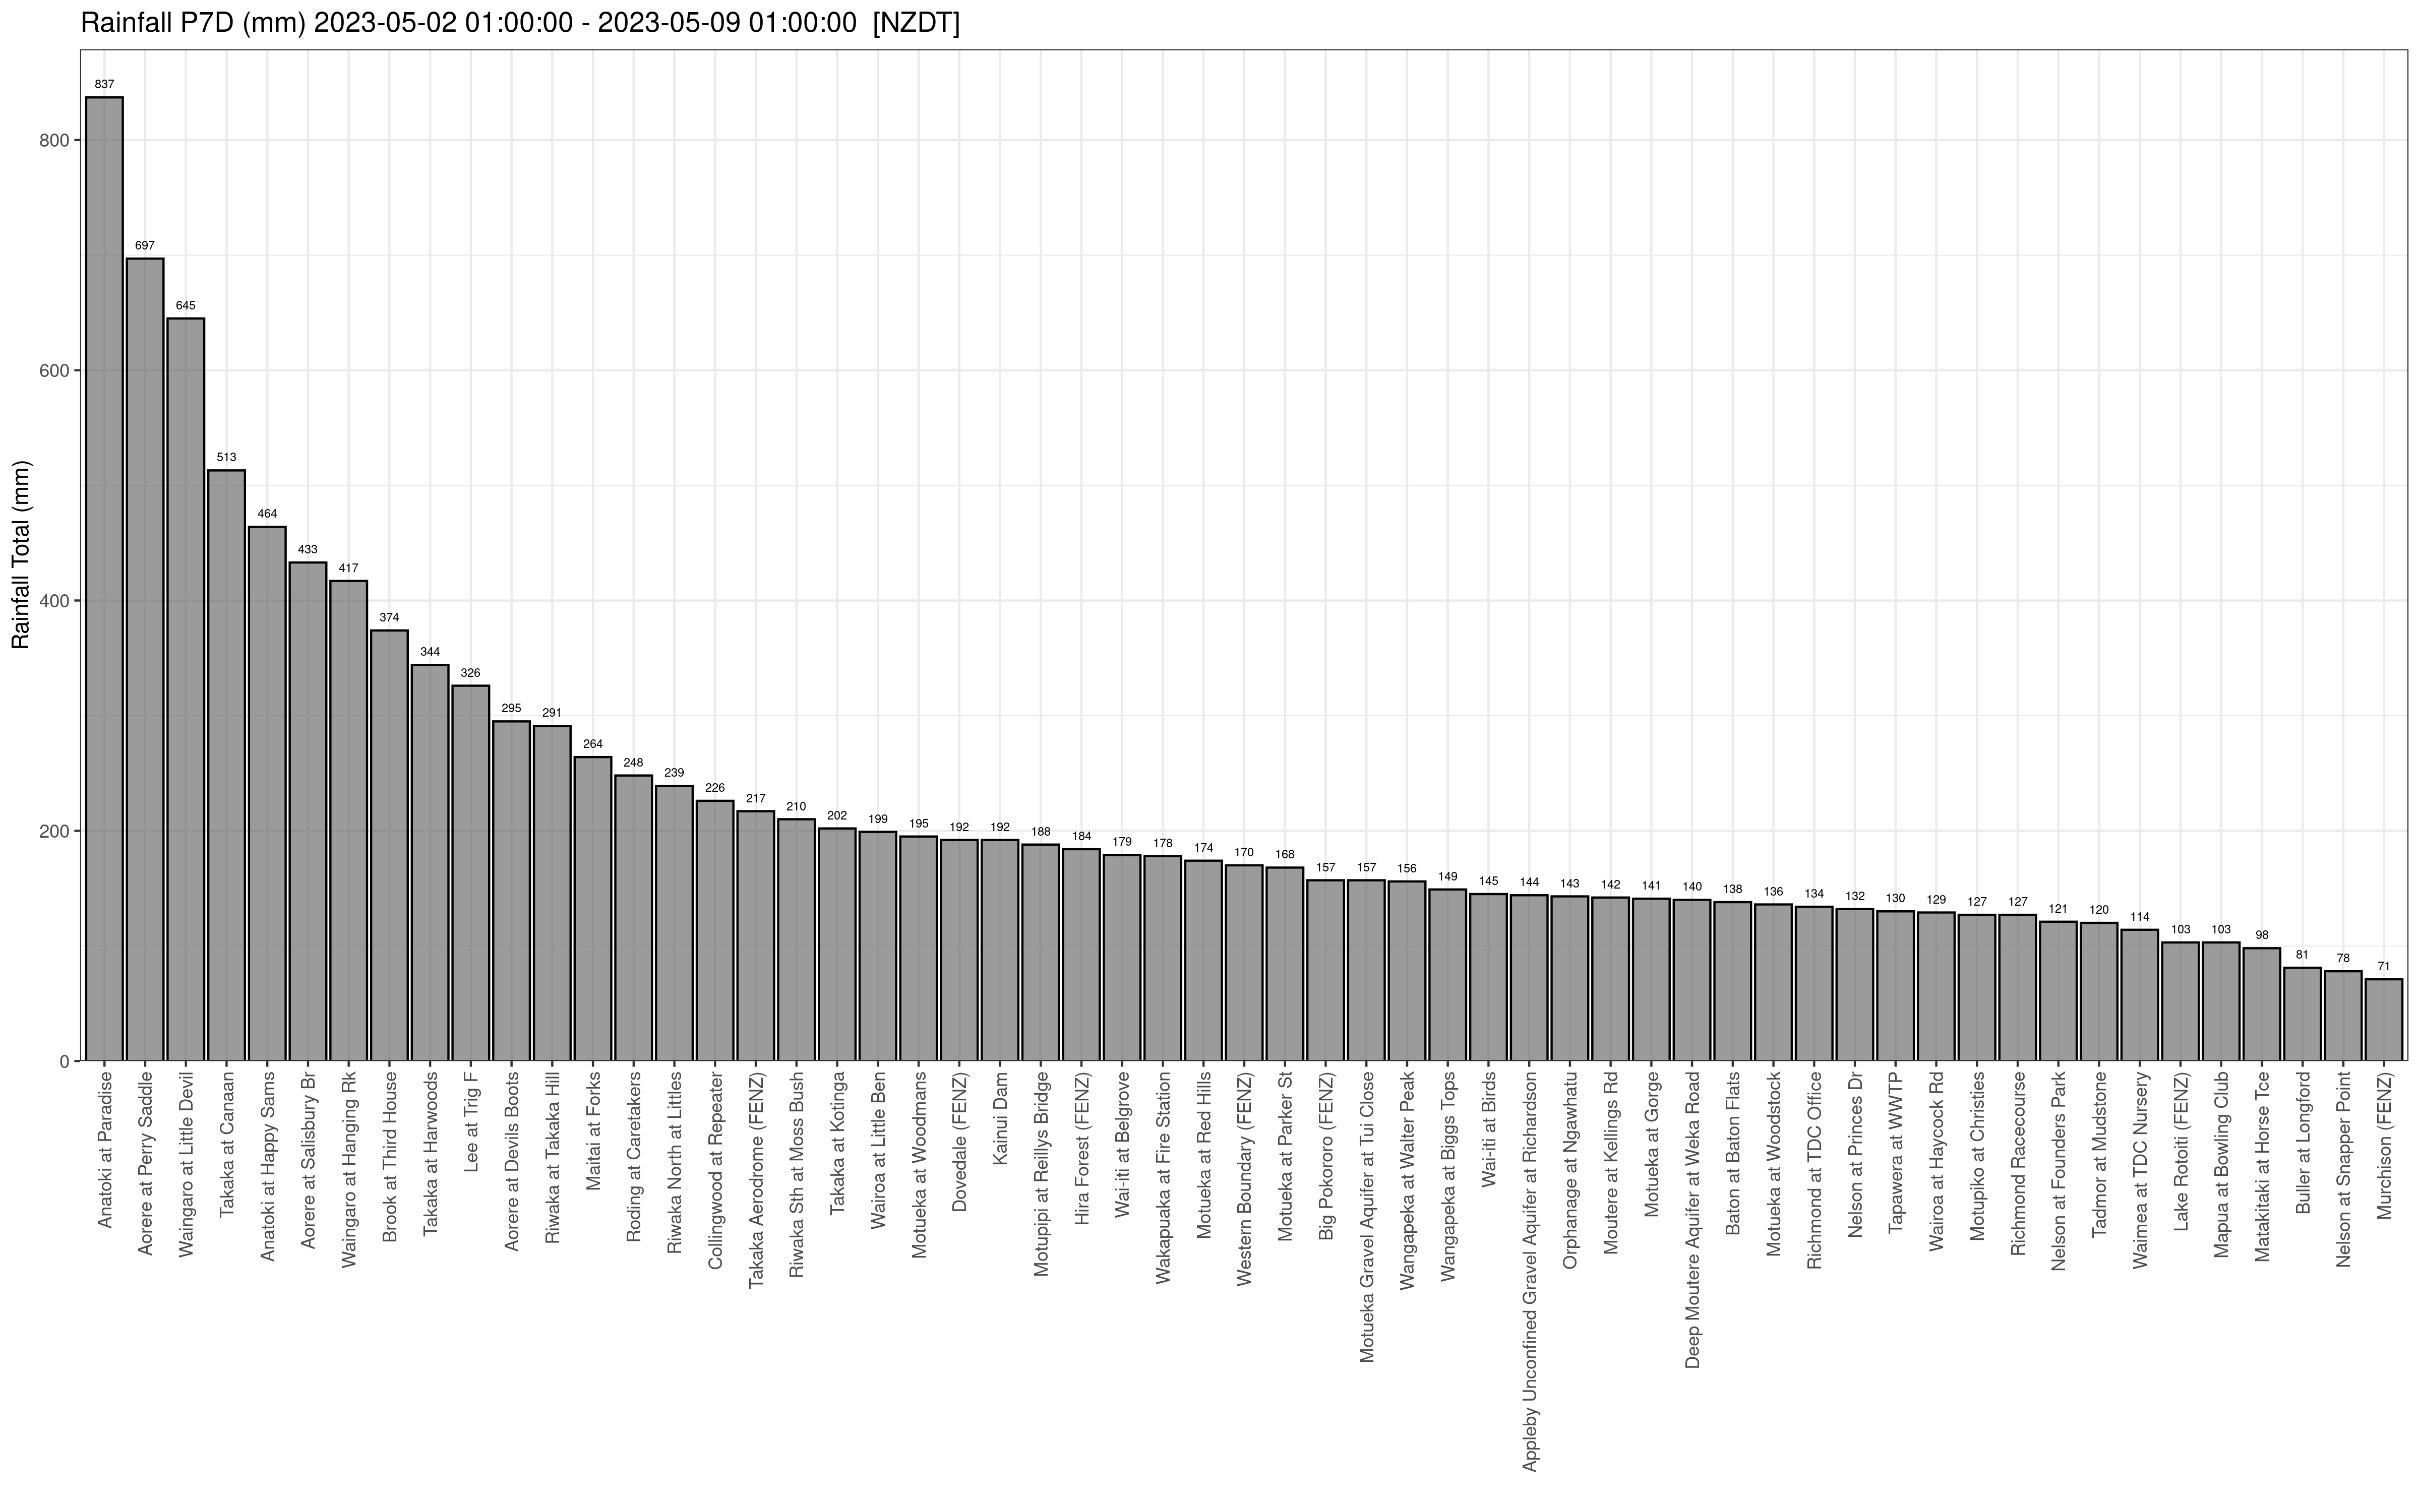 Rainfall P7D (mm) 2023-05-02 01:00:00 - 2023-05-09 01:00:00 [NZDT]
Rainfall Total (mm)
800
600
400
200
0
837
697
645
513
464
433
417
374
344
326
295
291
264
248
239
226
217
210
202
199
195
192
192
188
184
179
178
174
170
168
157
157
156
149
145
144
143
142
141
140
138
136
134
132
130
129
127
127
121
120
114
103
103
98
81
78
71
Anatoki at Paradise
Aorere at Perry Saddle
Waingaro at Little Devil
Takaka at Canaan
Anatoki at Happy Sams
Aorere at Salisbury Br
Waingaro at Hanging Rk
Brook at Third House
Takaka at Harwoods
Lee at Trig F
Aorere at Devils Boots
Riwaka at Takaka Hill
Maitai at Forks
Roding at Caretakers
Riwaka North at Littles
Collingwood at Repeater
Takaka Aerodrome (FENZ)
Riwaka Sth at Moss Bush
Takaka at Kotinga
Wairoa at Little Ben
Motueka at Woodmans
Dovedale (FENZ)
Kainui Dam
Motupipi at Reillys Bridge
Hira Forest (FENZ)
Wai-iti at Belgrove
Wakapuaka at Fire Station
Motueka at Red Hills
Western Boundary (FENZ)
Motueka at Parker St
Big Pokororo (FENZ)
Motueka Gravel Aquifer at Tui Close
Wangapeka at Walter Peak
Wangapeka at Biggs Tops
Wai-iti at Birds
Appleby Unconfined Gravel Aquifer at Richardson
Orphanage at Ngawhatu
Moutere at Kellings Rd
Motueka at Gorge
Deep Moutere Aquifer at Weka Road
Baton at Baton Flats
Motueka at Woodstock
Richmond at TDC Office
Nelson at Princes Dr
Tapawera at WWTP
Wairoa at Haycock Rd
Motupiko at Christies
Richmond Racecourse
Nelson at Founders Park
Tadmor at Mudstone
Waimea at TDC Nursery
Lake Rotoiti (FENZ)
Mapua at Bowling Club
Matakitaki at Horse Tce
Buller at Longford
Nelson at Snapper Point
Murchison (FENZ)